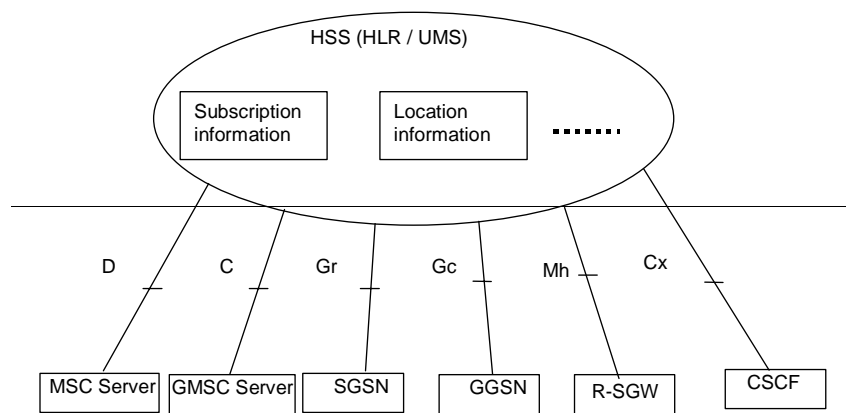 HSS (HLR / UMS)
Subscription
information
Location
information
D
C
Gr
Gc
Mh
Cx
MSC Server
GMSC Server
SGSN
GGSN
R-SGW
CSCF